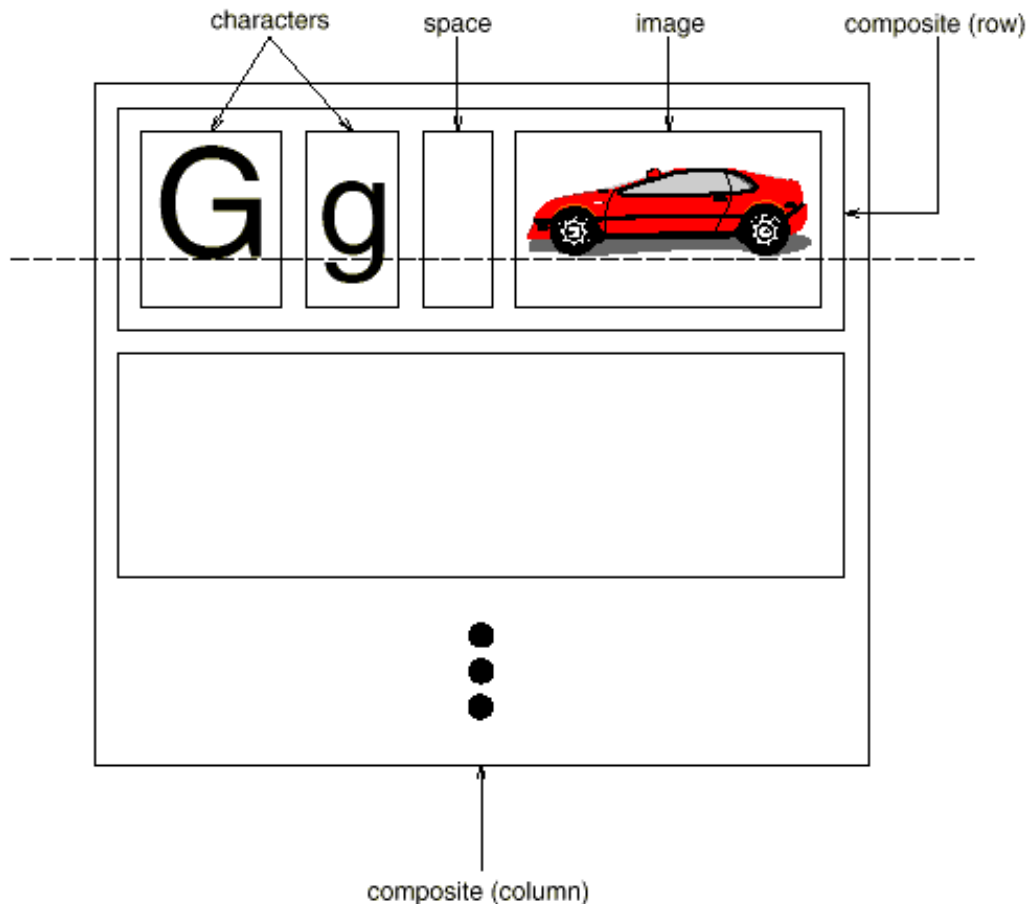 characters
space
image
composite (row)
G
g
composite (column)